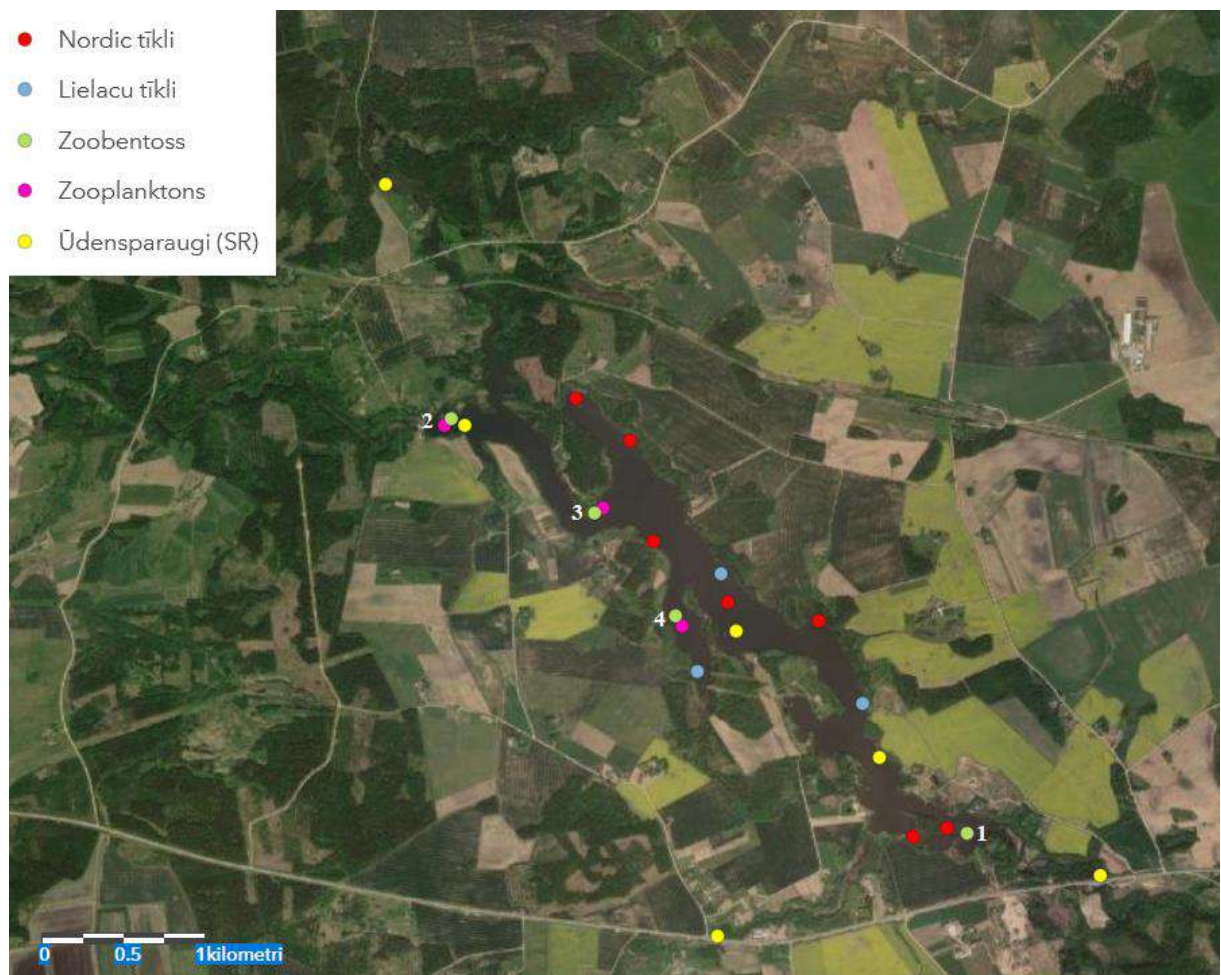 Nordic tīkli
Lielacu tīkli
Zoobentoss
Zooplanktons
Ūdensparaugi (SR)
2
3
4
1
0 0.5 1kilometri